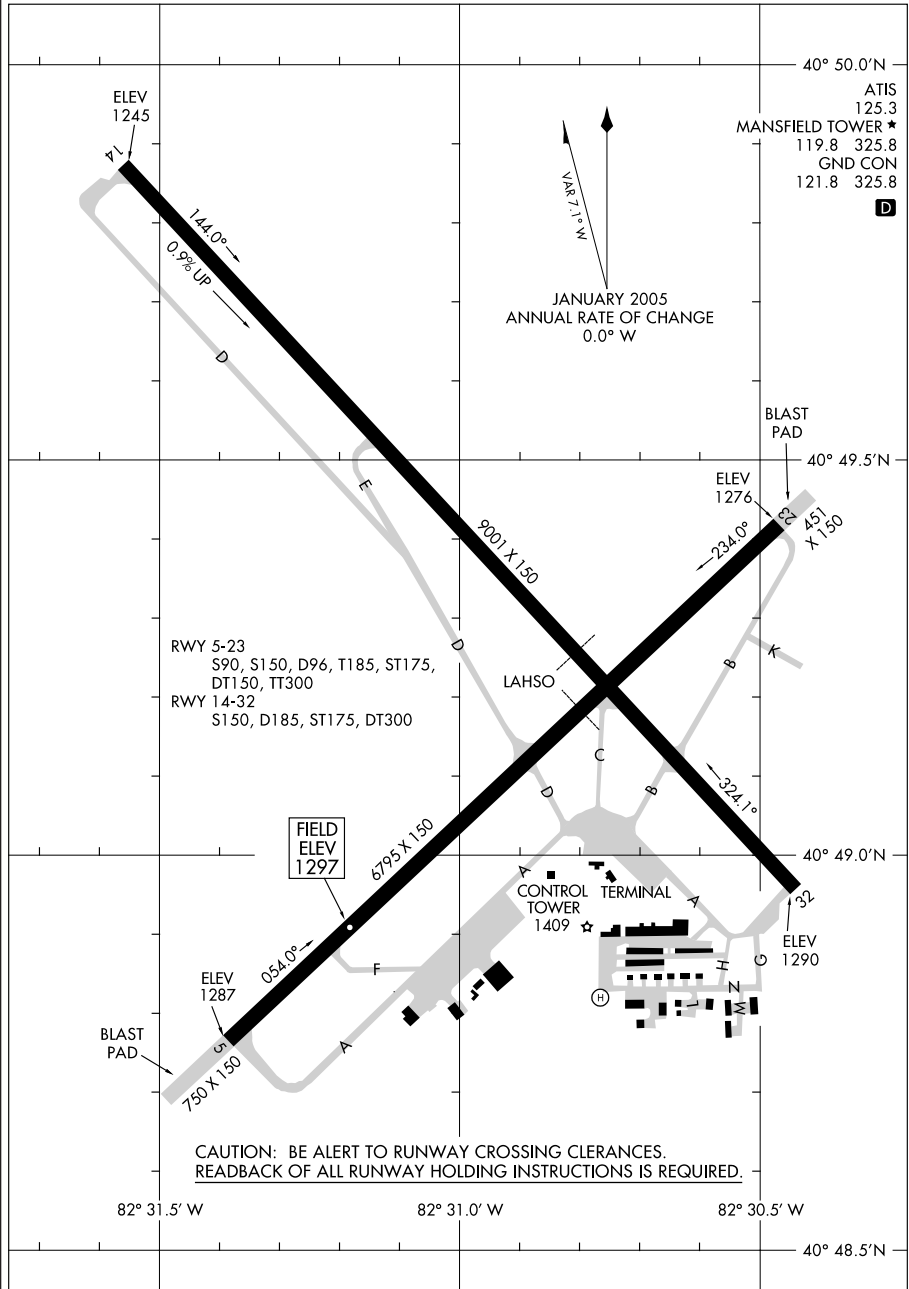 40° 50.0'N
ATIS
125.3
MANSFIELD TOWER ★
119.8 325.8
GND CON
121.8 325.8
D
ELEV
1245
14
144.0°
0.9% UP
VAR 7.1° W
JANUARY 2005
ANNUAL RATE OF CHANGE
0.0° W
D
BLAST
PAD
40° 49.5'N
ELEV
1276
23
451
X 150
E
9001 X 150
234.0°
RWY 5-23
S90, S150, D96, T185, ST175,
DT150, TT300
RWY 14-32
S150, D185, ST175, DT300
D
LAHSO
B
K
C
D
B
324.1°
FIELD
ELEV
1297
6795 X 150
40° 49.0'N
A
CONTROL
TOWER
1409
TERMINAL
A
32
ELEV
1290
054.0°
F
H
G
ELEV
1287
H
L
M
Z
BLAST
PAD
5
750 X 150
A
CAUTION: BE ALERT TO RUNWAY CROSSING CLERANCES.
READBACK OF ALL RUNWAY HOLDING INSTRUCTIONS IS REQUIRED.
82° 31.5' W
82° 31.0' W
82° 30.5' W
40° 48.5'N